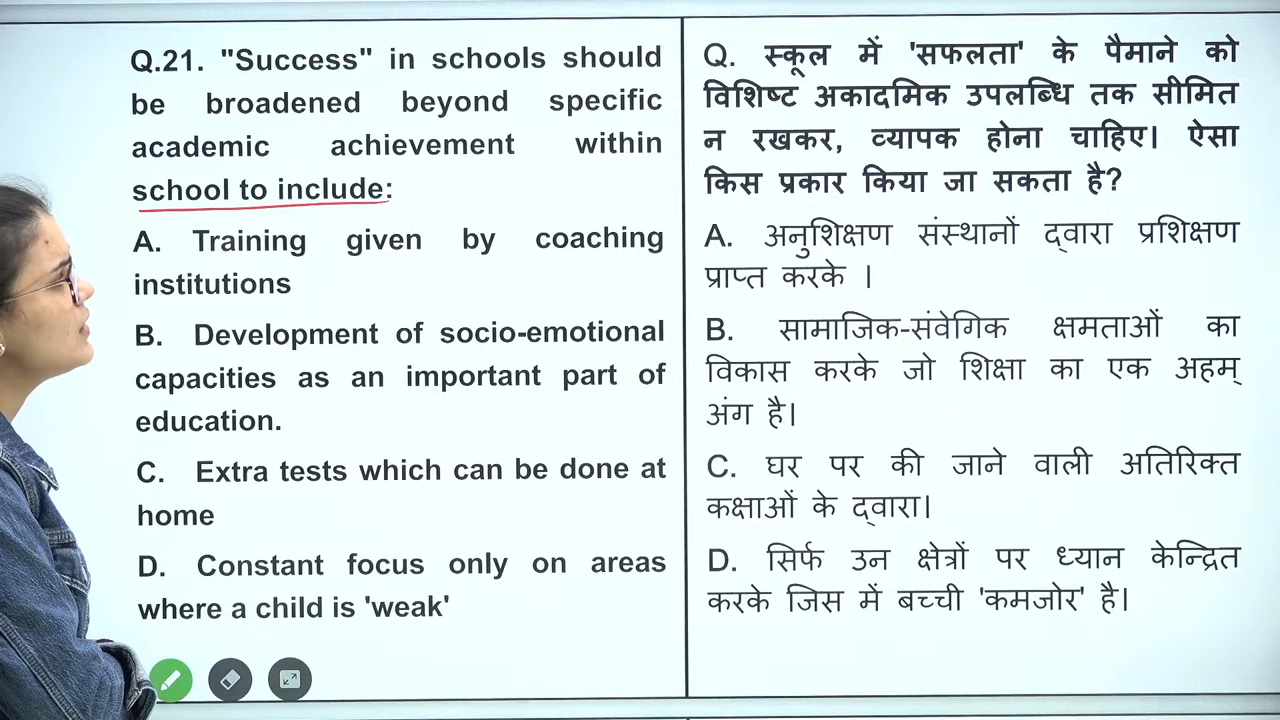 Q.21. "Success" in schools should
be broadened beyond specific
academic achievement within
school to include:
A. Training given by coaching
institutions
B. Development of socio-emotional
capacities as an important part of
education.
C. Extra tests which can be done at
home
D. Constant focus only on areas
where a child is 'weak'
Q. स्कूल में 'सफलता' के पैमाने को
विशिष्ट अकादमिक उपलब्धि तक सीमित
न रखकर, व्यापक होना चाहिए। ऐसा
किस प्रकार किया जा सकता है?
A. अनुशिक्षण संस्थानों द्वारा प्रशिक्षण
प्राप्त करके ।
B. सामाजिक-संवेगिक क्षमताओं का
विकास करके जो शिक्षा का एक अहम्
अंग है।
C. घर पर की जाने वाली अतिरिक्त
कक्षाओं के द्वारा।
D. सिर्फ उन क्षेत्रों पर ध्यान केन्द्रित
करके जिस में बच्ची 'कमजोर' है।